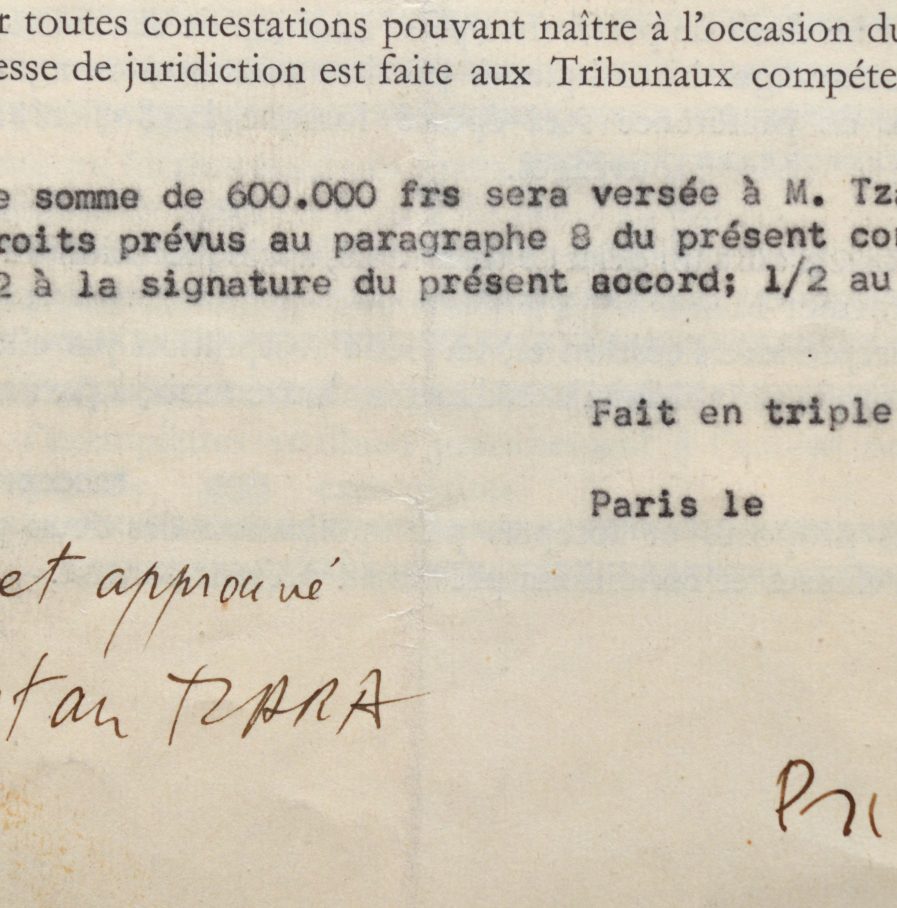 r toutes contestations pouvant naître à l'occasion du
esse de juridiction est faite aux Tribunaux compéte
e somme de 600.000 frs sera versée à M. Tza
roits prévus au paragraphe 8 du présent con
2 à la signature du présent accord; 1/2 au
Fait en triple
Paris le
et approuvé
tan TZARA